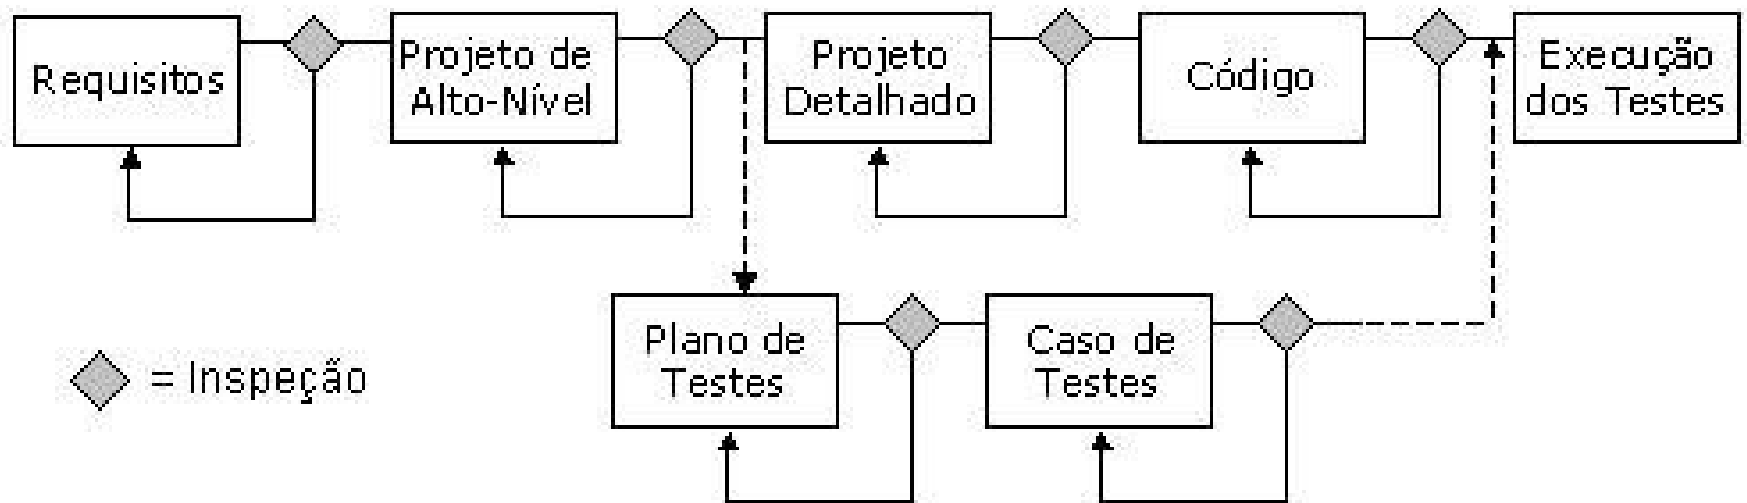 Requisitos
Projeto de
Alto-Nível
Projeto
Detalhado
Código
Execução
dos Testes
Plano de
Testes
Caso de
Testes
= Inspeção